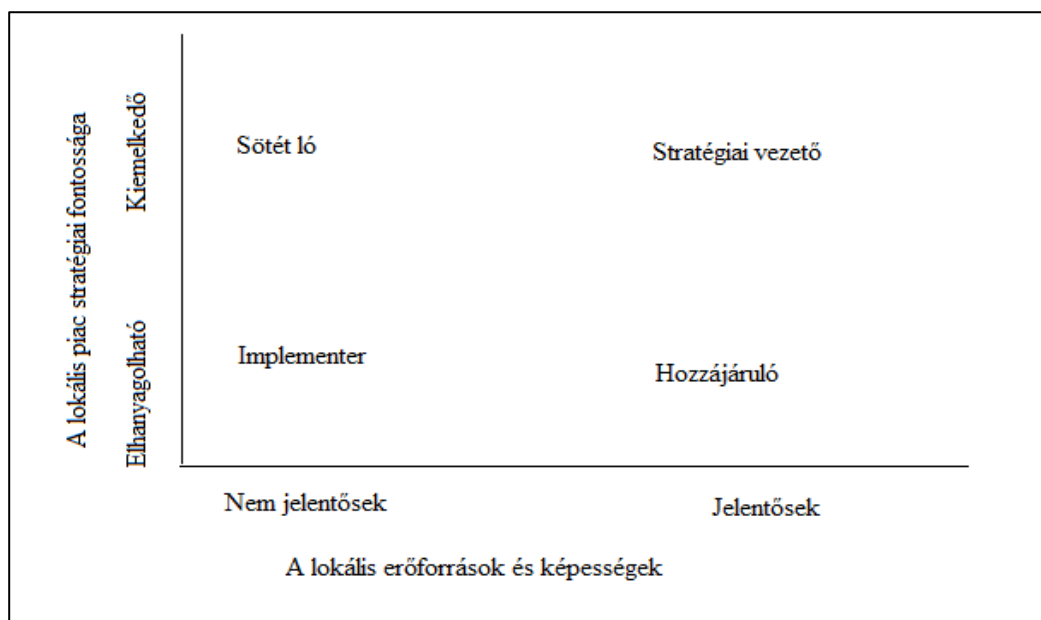 A lokális piac stratégiai fontossága
Kiemelkedő
Elhanyagolható
Sötét ló
Stratégiai vezető
Implementer
Hozzájáruló
Nem jelentősek
Jelentősek
A lokális erőforrások és képességek